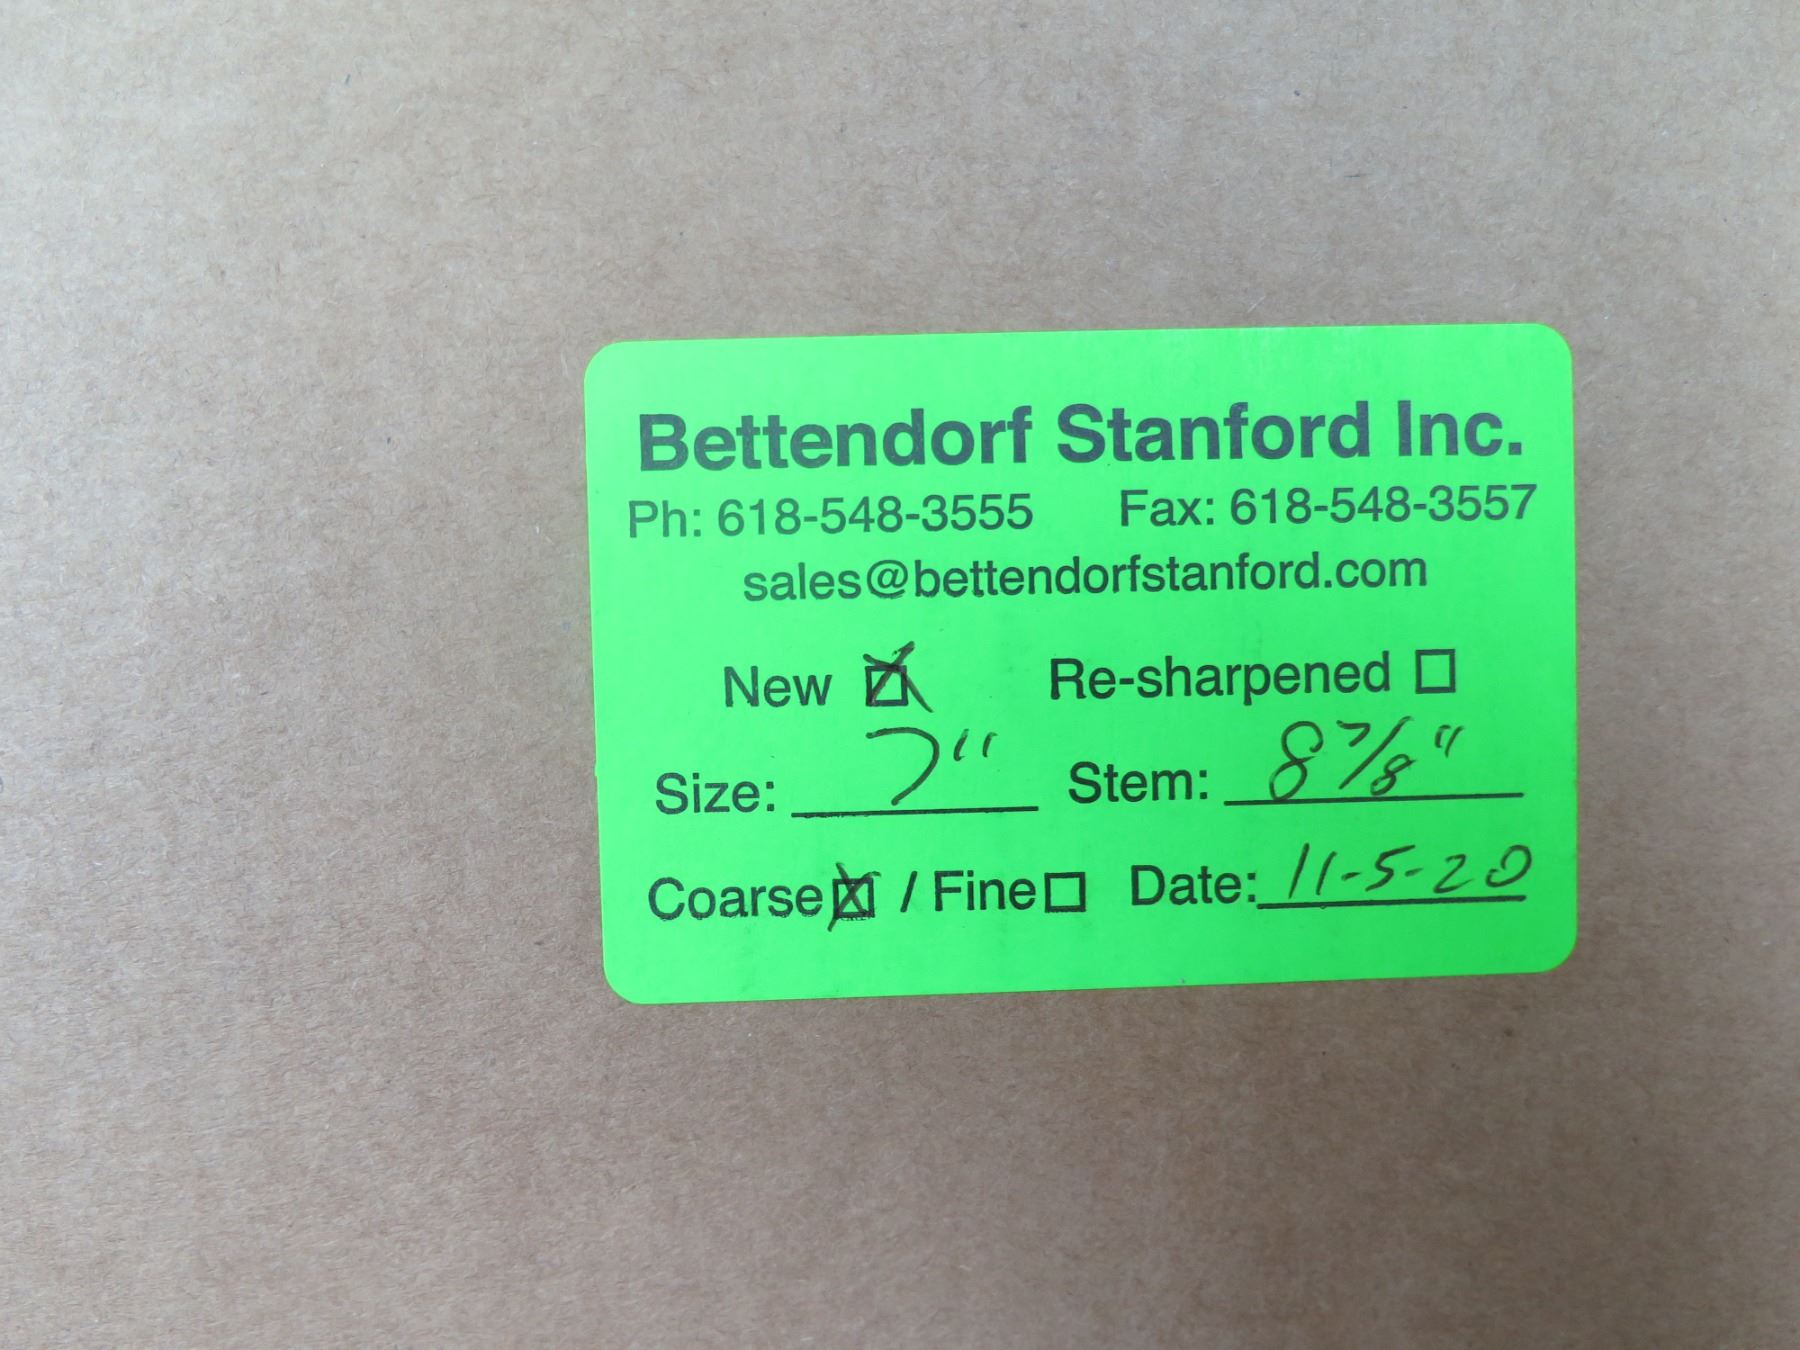 Bettendorf Stanford Inc.
Ph: 618-548-3555 Fax: 618-548-3557
sales@bettendorfstanford.com
New ☒ Re-sharpened ☐
Size: 7" Stem: 8 7/8"
Coarse ☒ / Fine ☐ Date: 11-5-20